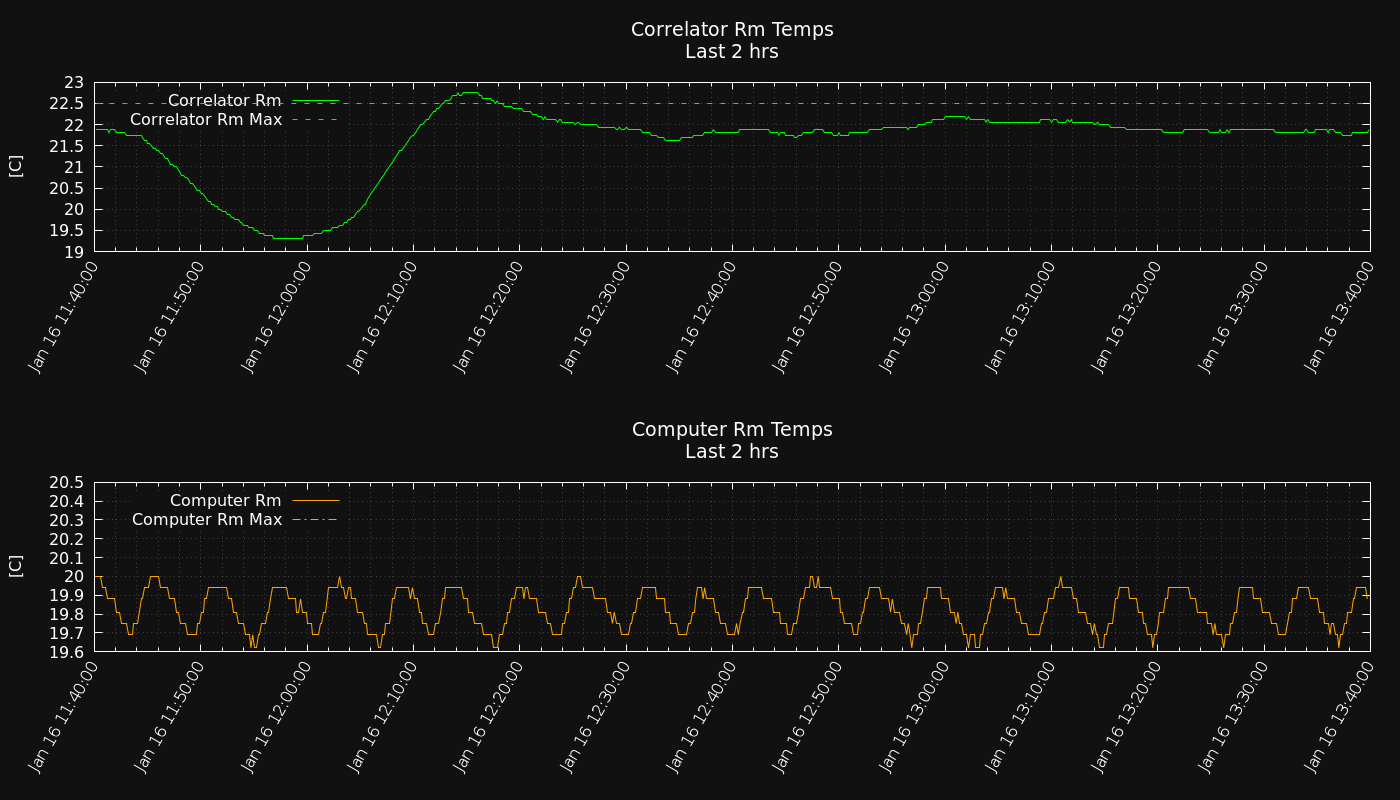 Correlator Rm Temps
Last 2 hrs
Correlator Rm
Correlator Rm Max
[C]
23
22.5
22
21.5
21
20.5
20
19.5
19
Jan 16 11:40:00
Jan 16 11:50:00
Jan 16 12:00:00
Jan 16 12:10:00
Jan 16 12:20:00
Jan 16 12:30:00
Jan 16 12:40:00
Jan 16 12:50:00
Jan 16 13:00:00
Jan 16 13:10:00
Jan 16 13:20:00
Jan 16 13:30:00
Jan 16 13:40:00
Computer Rm Temps
Last 2 hrs
Computer Rm
Computer Rm Max
[C]
20.5
20.4
20.3
20.2
20.1
20
19.9
19.8
19.7
19.6
Jan 16 11:40:00
Jan 16 11:50:00
Jan 16 12:00:00
Jan 16 12:10:00
Jan 16 12:20:00
Jan 16 12:30:00
Jan 16 12:40:00
Jan 16 12:50:00
Jan 16 13:00:00
Jan 16 13:10:00
Jan 16 13:20:00
Jan 16 13:30:00
Jan 16 13:40:00